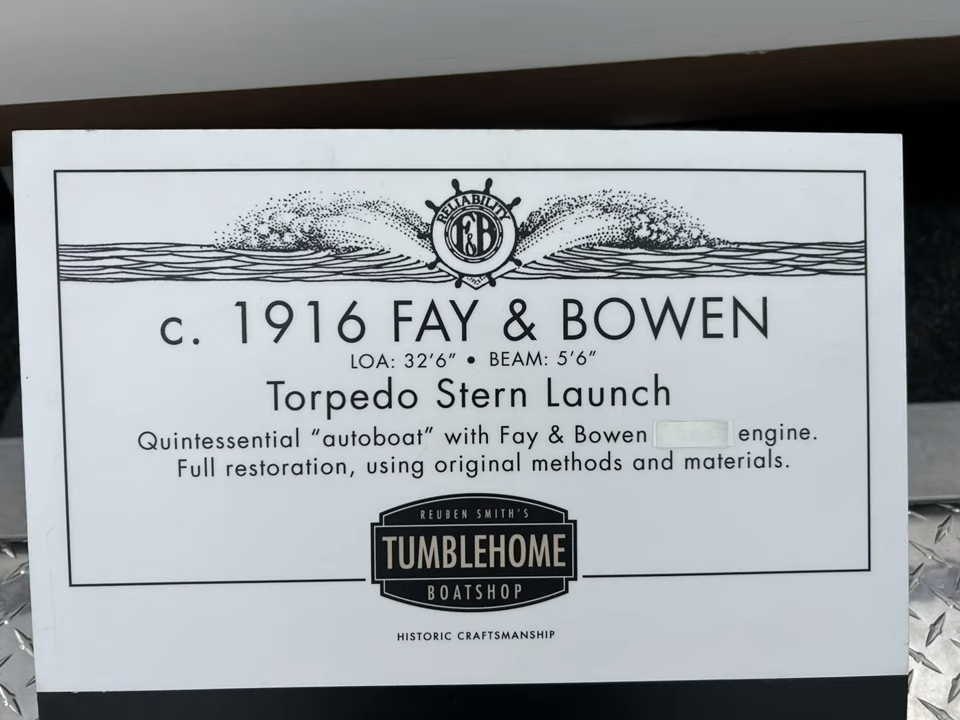 RELIABILITY
F&B
c. 1916 FAY & BOWEN
LOA: 32'6" • BEAM: 5'6"
Torpedo Stern Launch
Quintessential “autoboat” with Fay & Bowen engine.
Full restoration, using original methods and materials.
REUBEN SMITH'S
TUMBLEHOME
BOATSHOP
HISTORIC CRAFTSMANSHIP